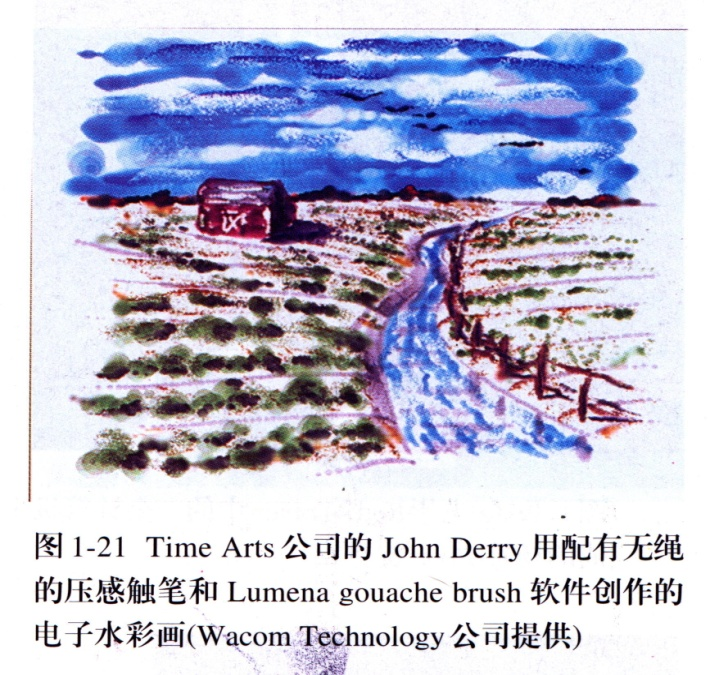 图 1-21 Time Arts 公司的 John Derry 用配有无绳
的压感触笔和 Lumena gouache brush 软件创作的
电子水彩画(Wacom Technology 公司提供)